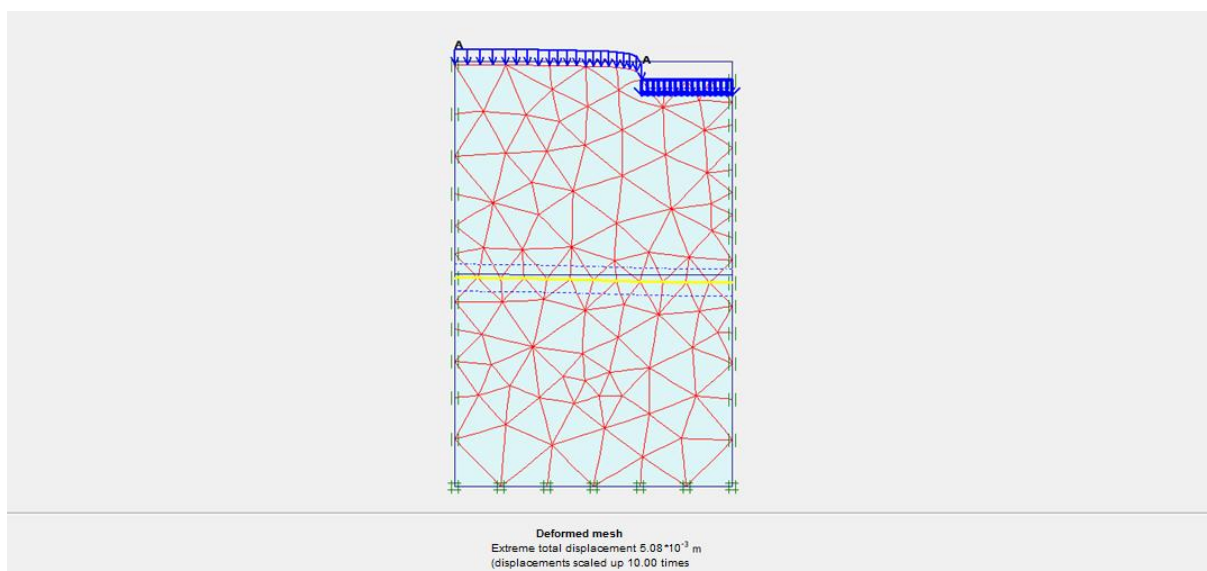 A
A
Deformed mesh
Extreme total displacement 5.08*10⁻³ m
(displacements scaled up 10.00 times